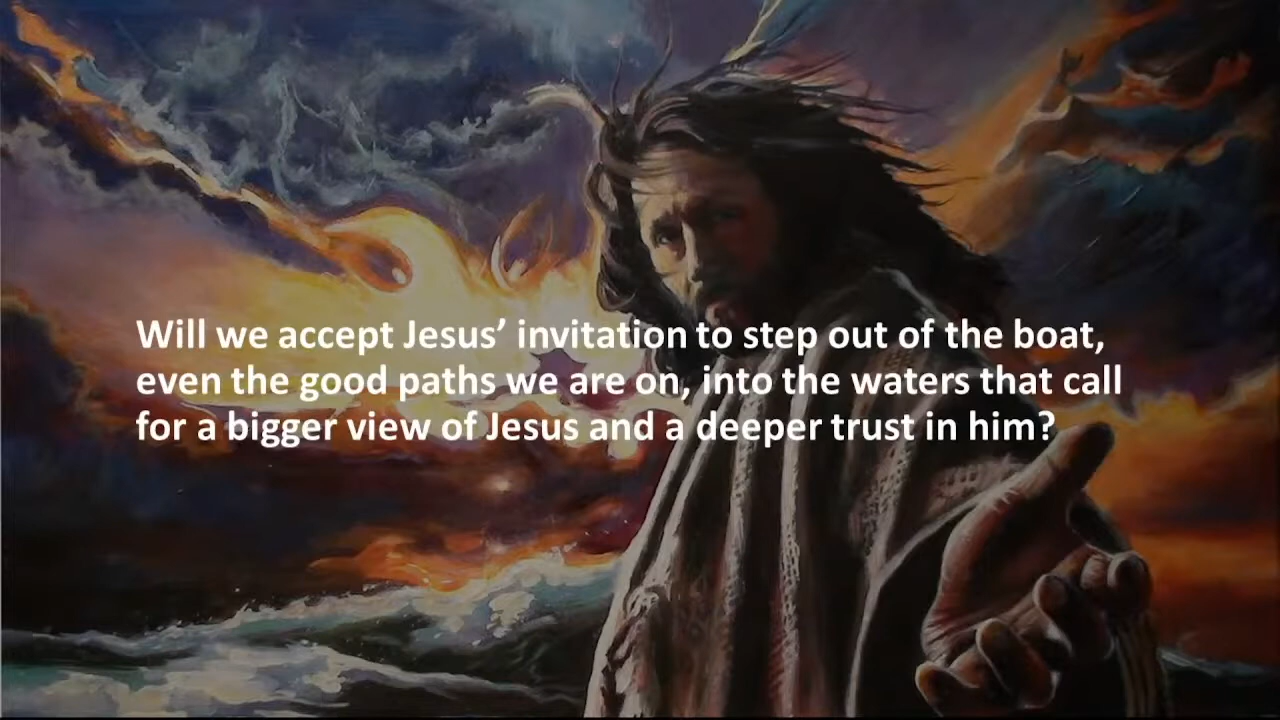 Will we accept Jesus’ invitation to step out of the boat,
even the good paths we are on, into the waters that call
for a bigger view of Jesus and a deeper trust in him?